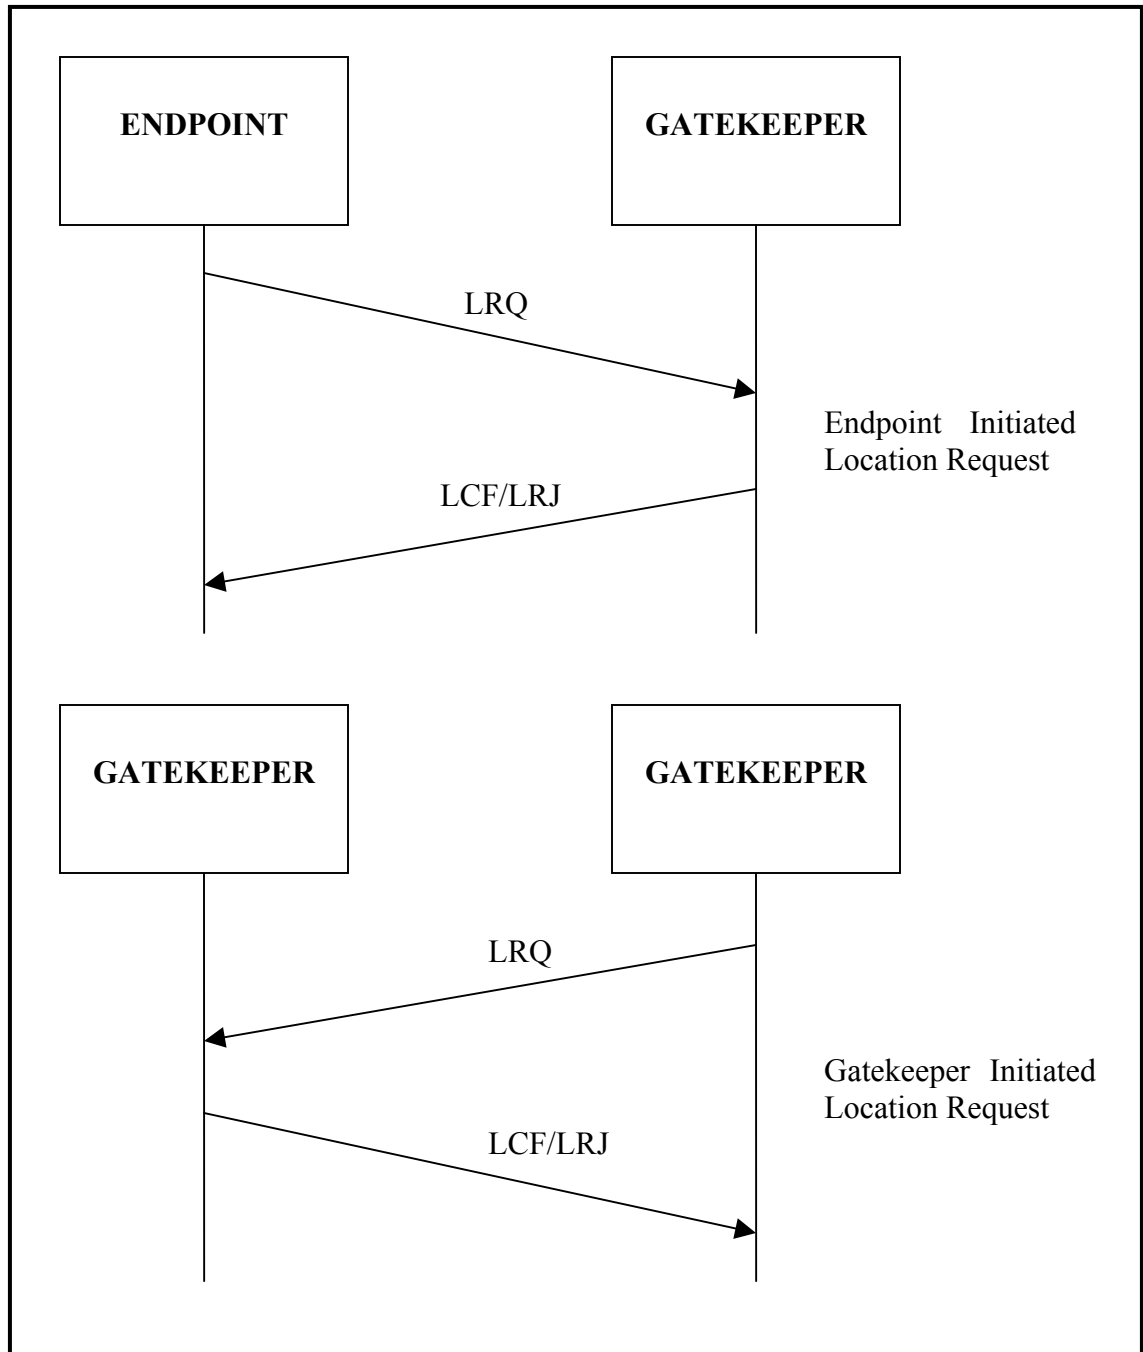 ENDPOINT
GATEKEEPER
LRQ
Endpoint Initiated
Location Request
LCF/LRJ
GATEKEEPER
GATEKEEPER
LRQ
Gatekeeper Initiated
Location Request
LCF/LRJ